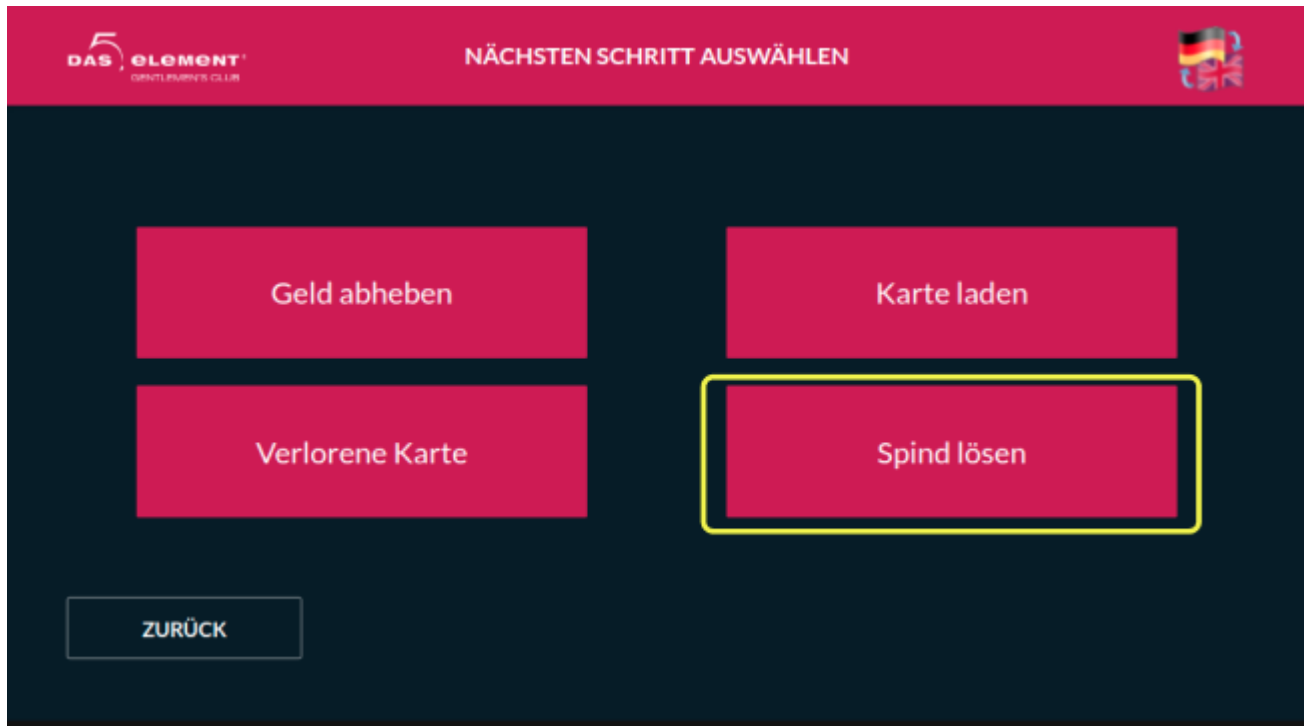 DAS 5 ELEMENT
GENTLEMEN'S CLUB
NÄCHSTEN SCHRITT AUSWÄHLEN
Geld abheben
Karte laden
Verlorene Karte
Spind lösen
ZURÜCK